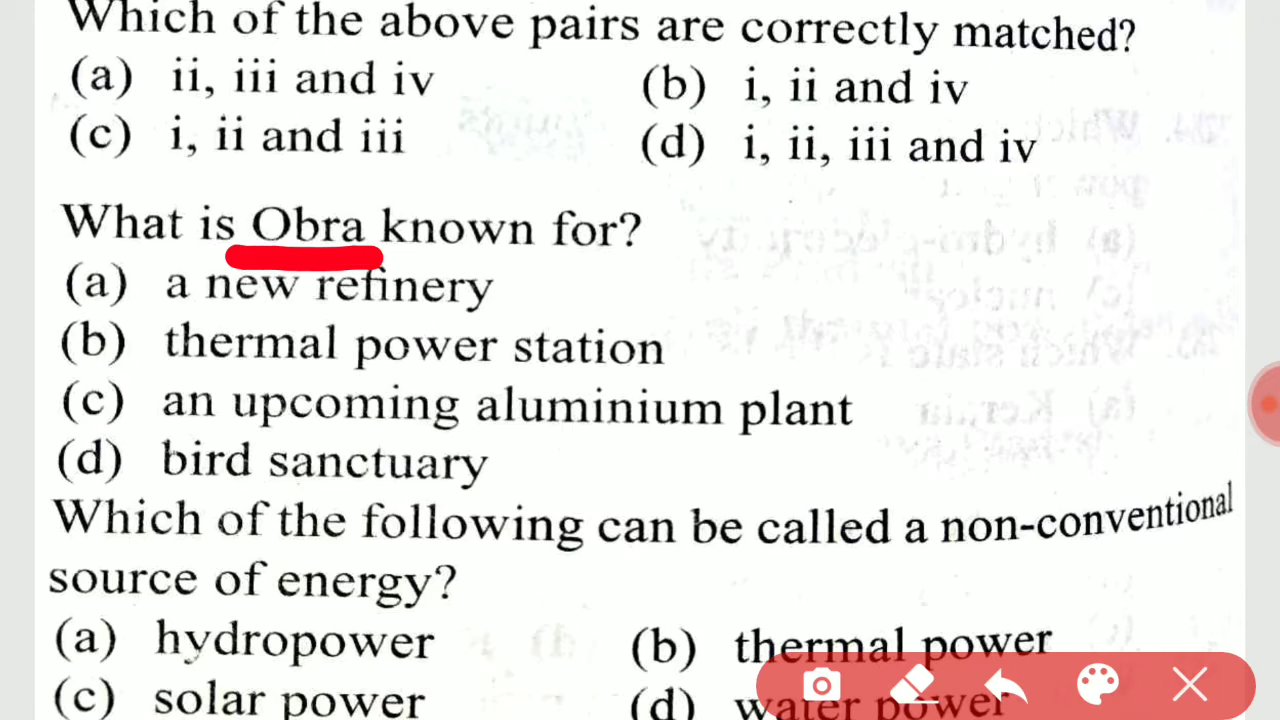 Which of the above pairs are correctly matched?
(a) ii, iii and iv (b) i, ii and iv
(c) i, ii and iii (d) i, ii, iii and iv
What is Obra known for?
(a) a new refinery
(b) thermal power station
(c) an upcoming aluminium plant
(d) bird sanctuary
Which of the following can be called a non-conventional
source of energy?
(a) hydropower (b) thermal power
(c) solar power (d) water power